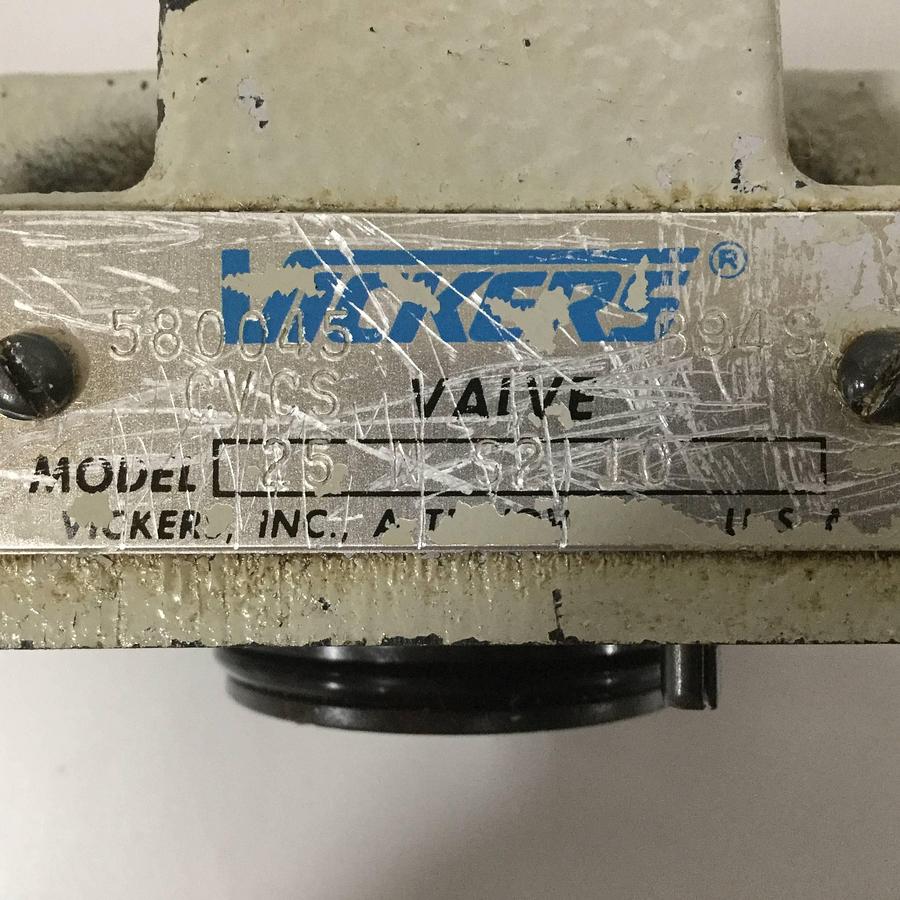 VICKERS®
580045 394S
CVCS VALVE
MODEL 25 N S2 10
VICKERS, INC.,
U S A